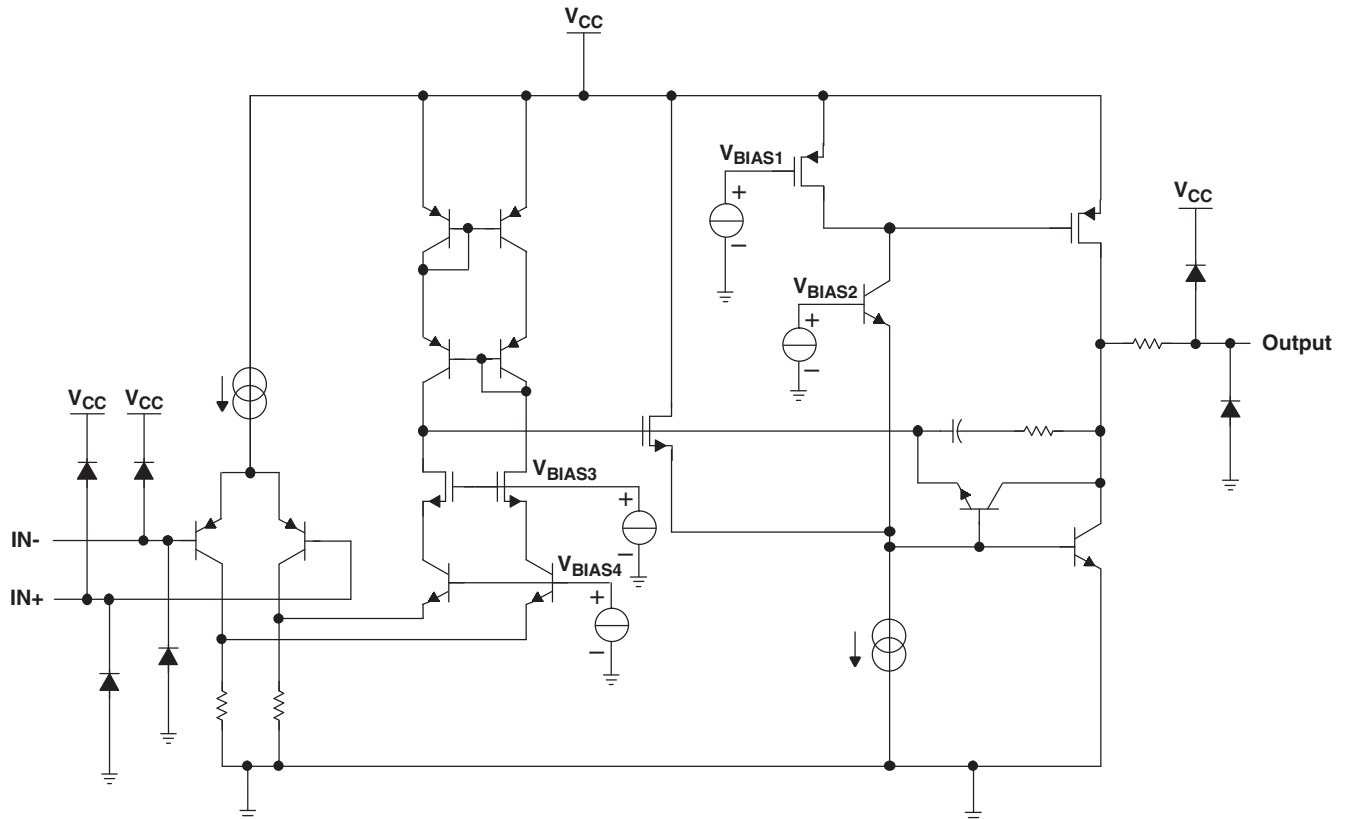 VCC
VBIAS1
VCC
VBIAS2
Output
VCC VCC
VBIAS3
IN-
VBIAS4
IN+
+
−
+
−
+
−
+
−